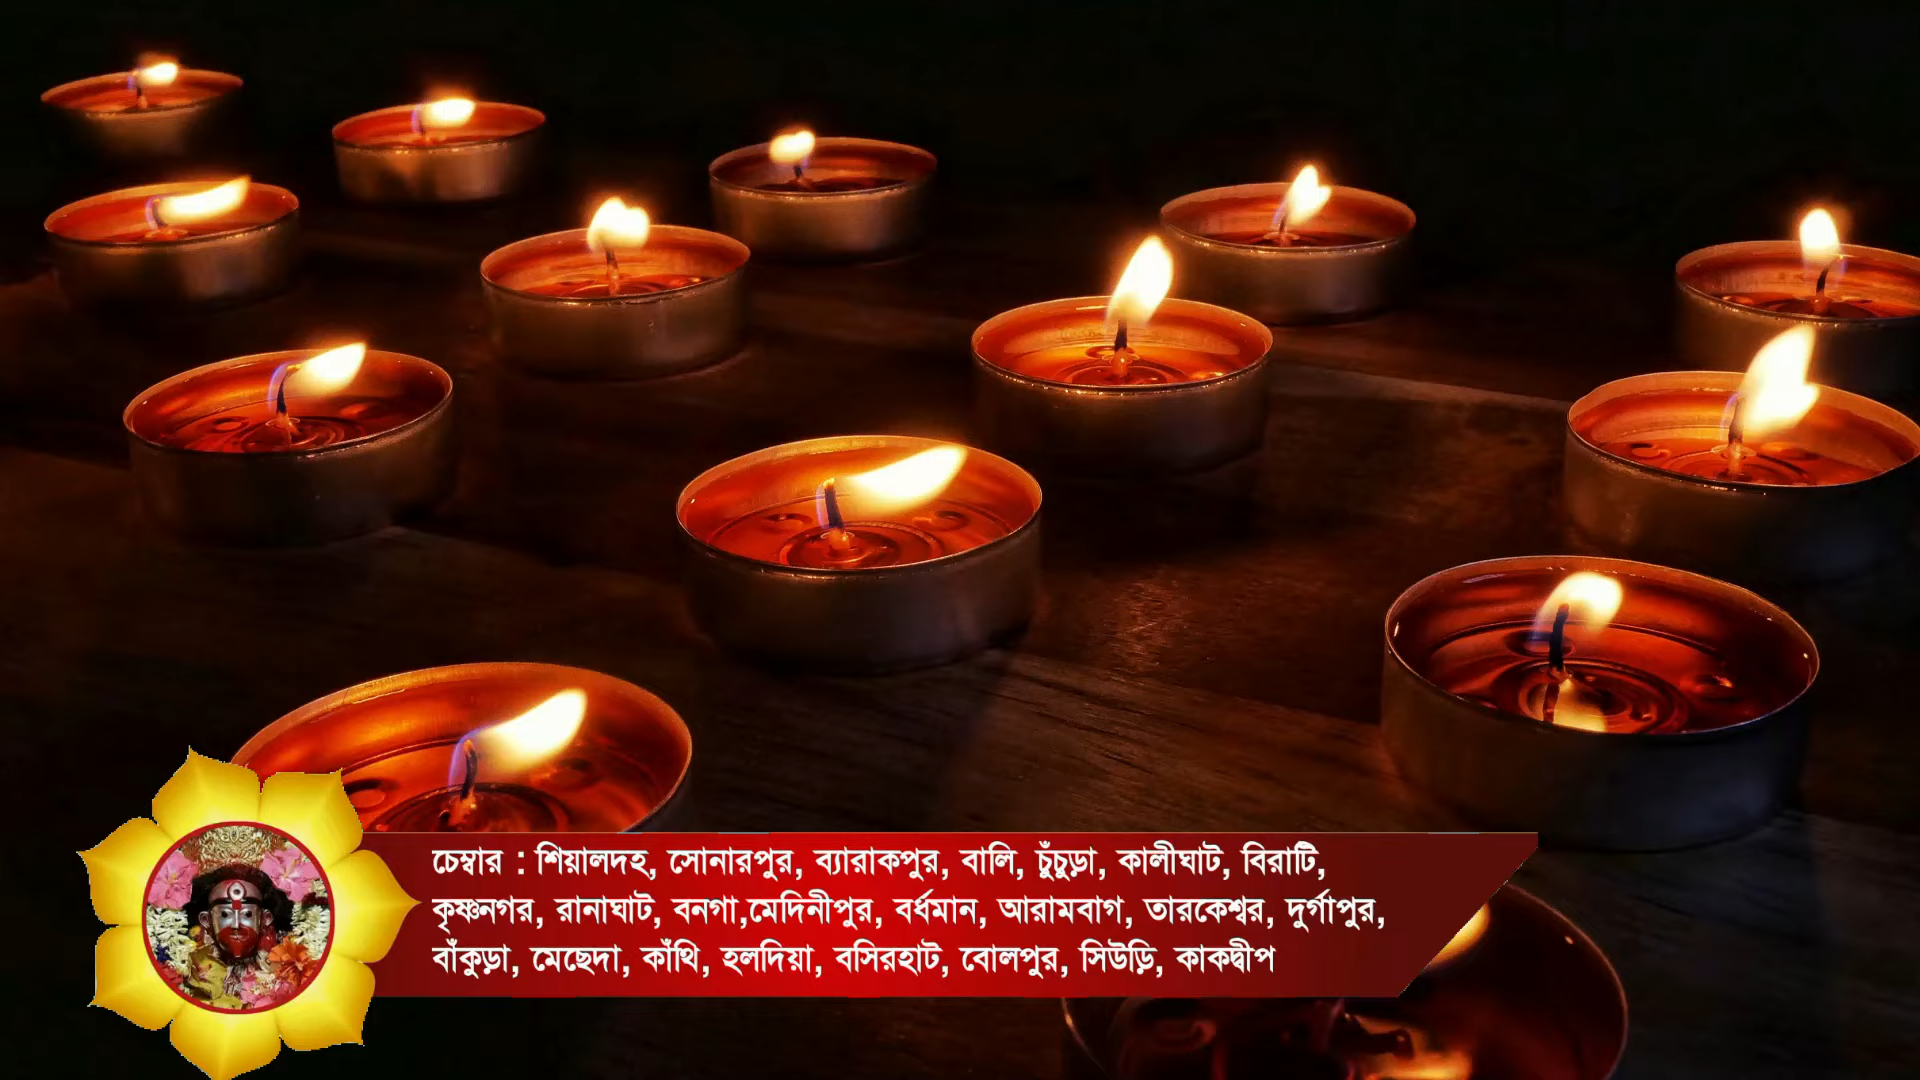 চেম্বার : শিয়ালদহ, সোনারপুর, ব্যারাকপুর, বালি, চুঁচুড়া, কালীঘাট, বিরাটি,
কৃষ্ণনগর, রানাঘাট, বনগা,মেদিনীপুর, বর্ধমান, আরামবাগ, তারকেশ্বর, দুর্গাপুর,
বাঁকুড়া, মেছেদা, কাঁথি, হলদিয়া, বসিরহাট, বোলপুর, সিউড়ি, কাকদ্বীপ